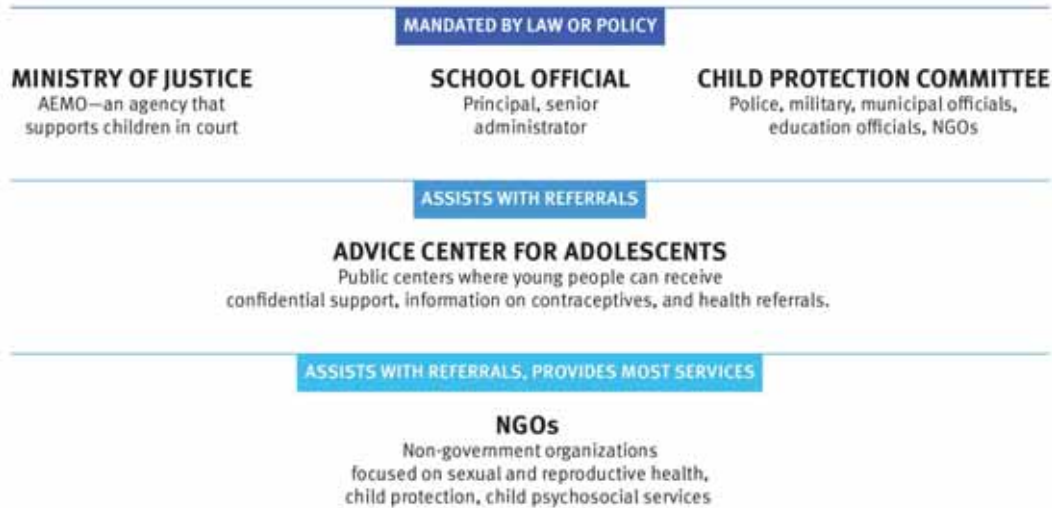 MANDATED BY LAW OR POLICY
MINISTRY OF JUSTICE
AEMO—an agency that
supports children in court
SCHOOL OFFICIAL
Principal, senior
administrator
CHILD PROTECTION COMMITTEE
Police, military, municipal officials,
education officials, NGOs
ASSISTS WITH REFERRALS
ADVICE CENTER FOR ADOLESCENTS
Public centers where young people can receive
confidential support, information on contraceptives, and health referrals.
ASSISTS WITH REFERRALS, PROVIDES MOST SERVICES
NGOs
Non-government organizations
focused on sexual and reproductive health,
child protection, child psychosocial services